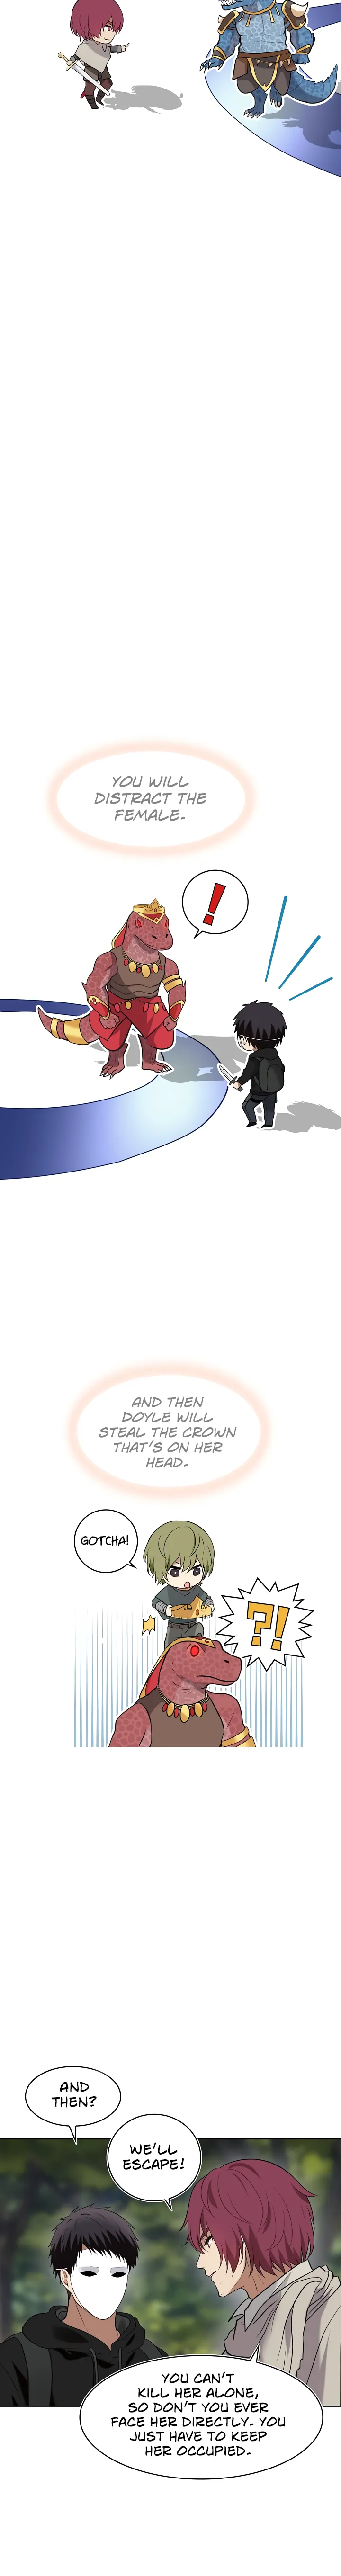 YOU WILL
DISTRACT THE
FEMALE.
!
AND THEN
DOYLE WILL
STEAL THE CROWN
THAT'S ON HER
HEAD.
GOTCHA!
?!
AND
THEN?
WE'LL
ESCAPE!
YOU CAN'T
KILL HER ALONE,
SO DON'T YOU EVER
FACE HER DIRECTLY. YOU
JUST HAVE TO KEEP
HER OCCUPIED.